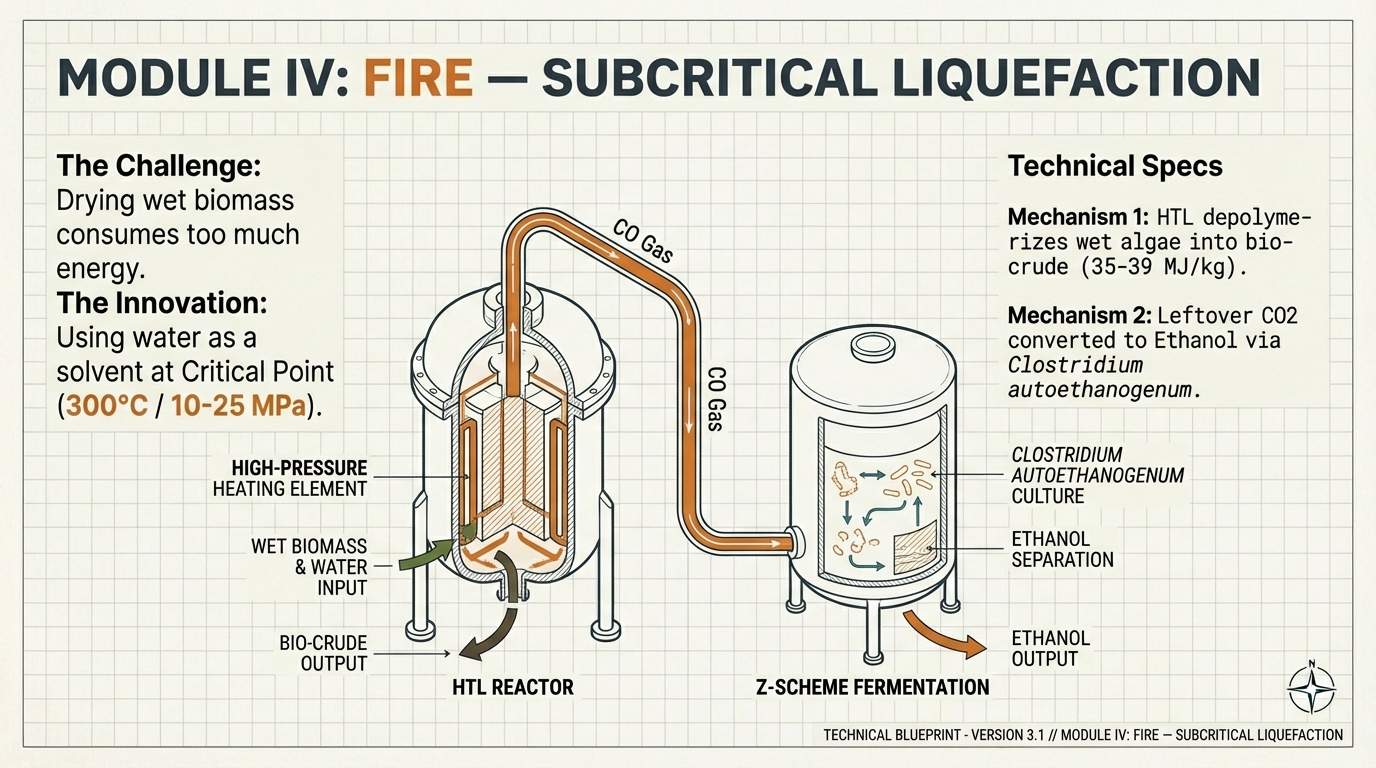 MODULE IV: FIRE — SUBCRITICAL LIQUEFACTION
The Challenge:
Drying wet biomass
consumes too much
energy.
The Innovation:
Using water as a
solvent at Critical Point
(300°C / 10-25 MPa).
Technical Specs
Mechanism 1: HTL depolyme-
rizes wet algae into bio-
crude (35-39 MJ/kg).
Mechanism 2: Leftover CO2
converted to Ethanol via
Clostridium
autoethanogenum.
CO Gas
CO Gas
HIGH-PRESSURE
HEATING ELEMENT
WET BIOMASS
& WATER
INPUT
BIO-CRUDE
OUTPUT
HTL REACTOR
CLOSTRIDIUM
AUTOETHANOGENUM
CULTURE
ETHANOL
SEPARATION
ETHANOL
OUTPUT
Z-SCHEME FERMENTATION
N
TECHNICAL BLUEPRINT - VERSION 3.1 // MODULE IV: FIRE — SUBCRITICAL LIQUEFACTION